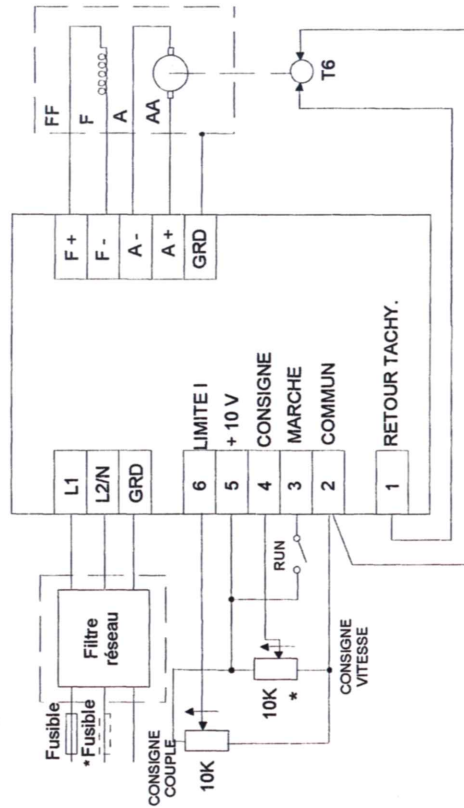 Fusible
* Fusible
Filtre
réseau
L1
L2/N
GRD
CONSIGNE
COUPLE
10K
10K
*
RUN
CONSIGNE
VITESSE
6 LIMITE I
5 + 10 V
4 CONSIGNE
3 MARCHE
2 COMMUN
1 RETOUR TACHY.
F +
F -
A -
A +
GRD
FF
F
A
AA
T6